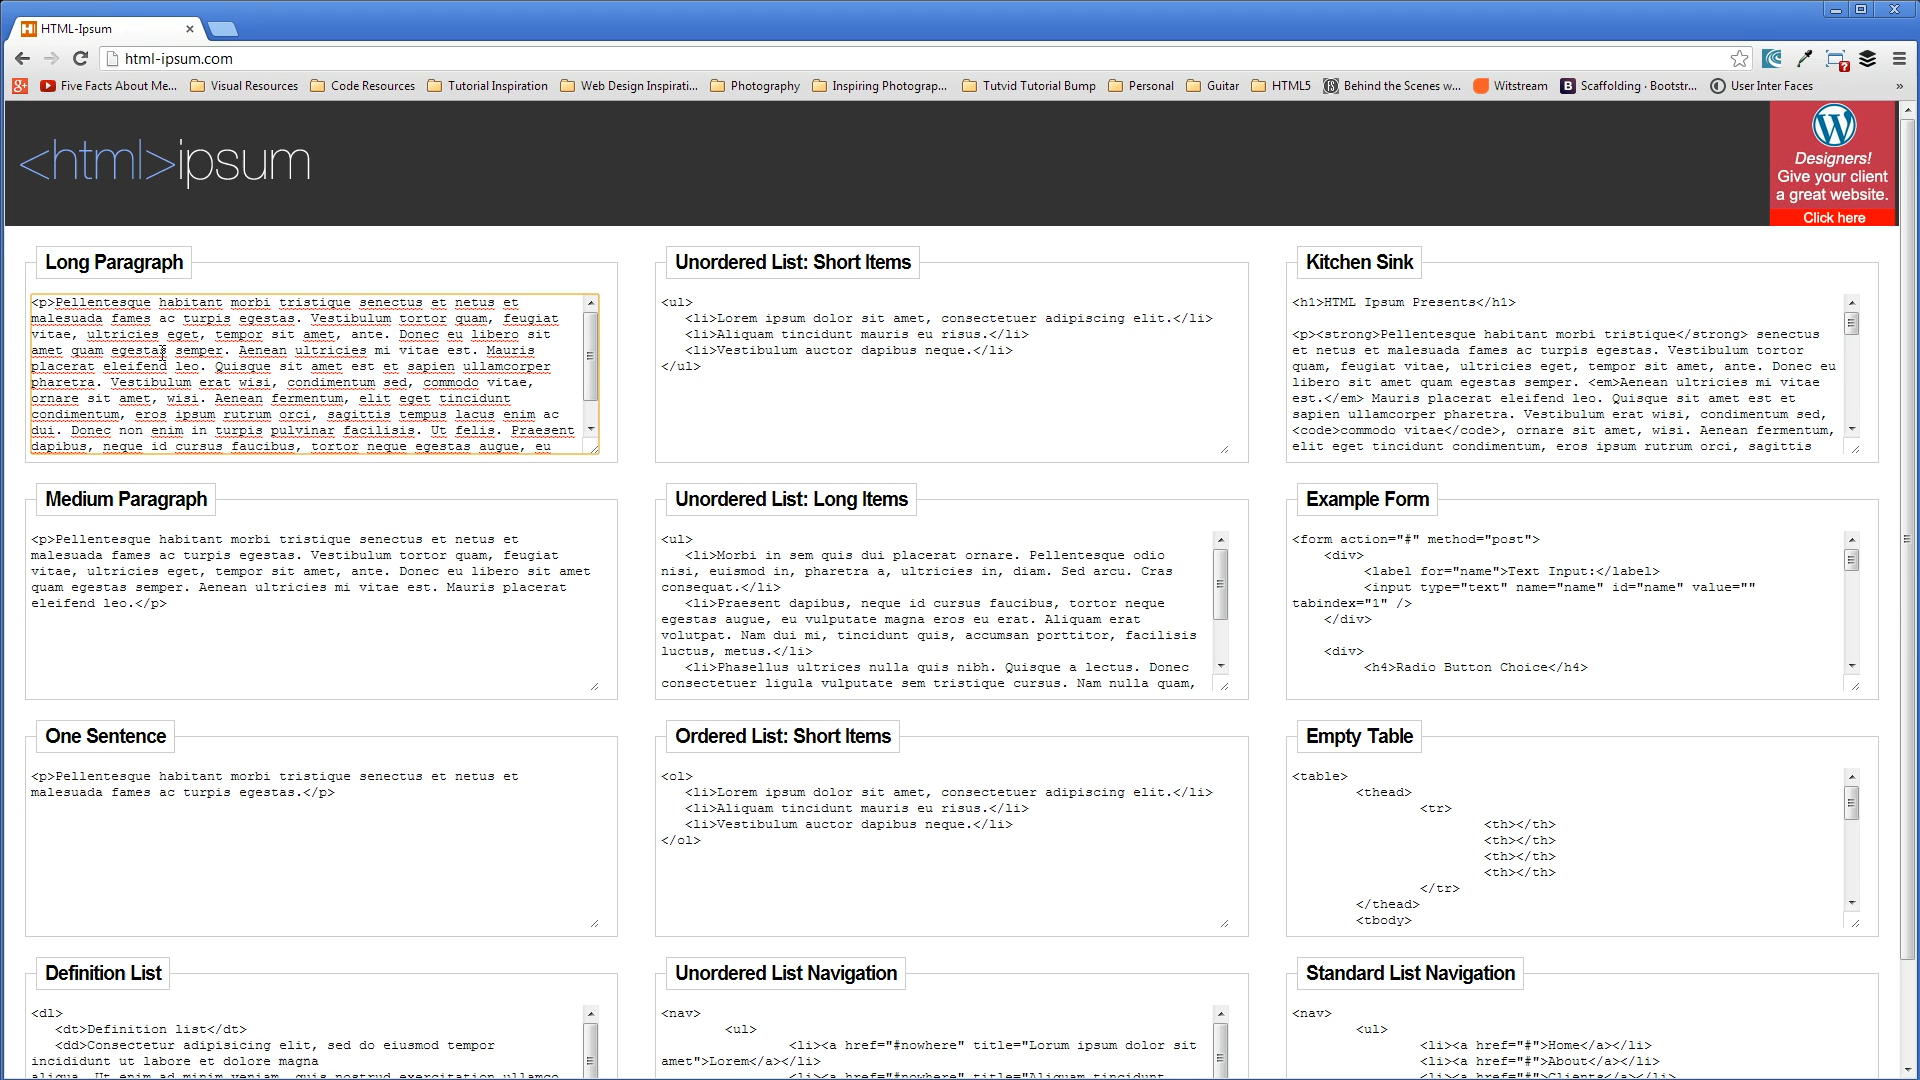 HTML-Ipsum
html-ipsum.com
Five Facts About Me...
Visual Resources
Code Resources
Tutorial Inspiration
Web Design Inspirati...
Photography
Inspiring Photograp...
Tutvid Tutorial Bump
Personal
Guitar
HTML5
Behind the Scenes w...
Witstream
Scaffolding · Bootstr...
User Inter Faces
»
<html>ipsum
Designers!
Give your client
a great website.
Click here
Long Paragraph
<p>Pellentesque habitant morbi tristique senectus et netus et
malesuada fames ac turpis egestas. Vestibulum tortor quam, feugiat
vitae, ultricies eget, tempor sit amet, ante. Donec eu libero sit
amet quam egestas semper. Aenean ultricies mi vitae est. Mauris
placerat eleifend leo. Quisque sit amet est et sapien ullamcorper
pharetra. Vestibulum erat wisi, condimentum sed, commodo vitae,
ornare sit amet, wisi. Aenean fermentum, elit eget tincidunt
condimentum, eros ipsum rutrum orci, sagittis tempus lacus enim ac
dui. Donec non enim in turpis pulvinar facilisis. Ut felis. Praesent
dapibus, neque id cursus faucibus, tortor neque egestas augue, eu
Unordered List: Short Items
<ul>
<li>Lorem ipsum dolor sit amet, consectetuer adipiscing elit.</li>
<li>Aliquam tincidunt mauris eu risus.</li>
<li>Vestibulum auctor dapibus neque.</li>
</ul>
Kitchen Sink
<h1>HTML Ipsum Presents</h1>
<p><strong>Pellentesque habitant morbi tristique</strong> senectus
et netus et malesuada fames ac turpis egestas. Vestibulum tortor
quam, feugiat vitae, ultricies eget, tempor sit amet, ante. Donec eu
libero sit amet quam egestas semper. <em>Aenean ultricies mi vitae
est.</em> Mauris placerat eleifend leo. Quisque sit amet est et
sapien ullamcorper pharetra. Vestibulum erat wisi, condimentum sed,
<code>commodo vitae</code>, ornare sit amet, wisi. Aenean fermentum,
elit eget tincidunt condimentum, eros ipsum rutrum orci, sagittis
Medium Paragraph
<p>Pellentesque habitant morbi tristique senectus et netus et
malesuada fames ac turpis egestas. Vestibulum tortor quam, feugiat
vitae, ultricies eget, tempor sit amet, ante. Donec eu libero sit amet
quam egestas semper. Aenean ultricies mi vitae est. Mauris placerat
eleifend leo.</p>
Unordered List: Long Items
<ul>
<li>Morbi in sem quis dui placerat ornare. Pellentesque odio
nisi, euismod in, pharetra a, ultricies in, diam. Sed arcu. Cras
consequat.</li>
<li>Praesent dapibus, neque id cursus faucibus, tortor neque
egestas augue, eu vulputate magna eros eu erat. Aliquam erat
volutpat. Nam dui mi, tincidunt quis, accumsan porttitor, facilisis
luctus, metus.</li>
<li>Phasellus ultrices nulla quis nibh. Quisque a lectus. Donec
consectetuer ligula vulputate sem tristique cursus. Nam nulla quam,
Example Form
<form action="#" method="post">
<div>
<label for="name">Text Input:</label>
<input type="text" name="name" id="name" value=""
tabindex="1" />
</div>
<div>
<h4>Radio Button Choice</h4>
One Sentence
<p>Pellentesque habitant morbi tristique senectus et netus et
malesuada fames ac turpis egestas.</p>
Ordered List: Short Items
<ol>
<li>Lorem ipsum dolor sit amet, consectetuer adipiscing elit.</li>
<li>Aliquam tincidunt mauris eu risus.</li>
<li>Vestibulum auctor dapibus neque.</li>
</ol>
Empty Table
<table>
<thead>
<tr>
<th></th>
<th></th>
<th></th>
<th></th>
</tr>
</thead>
<tbody>
Definition List
<dl>
<dt>Definition list</dt>
<dd>Consectetur adipisicing elit, sed do eiusmod tempor
incididunt ut labore et dolore magna
aliqua. Ut enim ad minim veniam, quis nostrud exercitation ullamco
Unordered List Navigation
<nav>
<ul>
<li><a href="#nowhere" title="Lorum ipsum dolor sit
amet">Lorem</a></li>
<li><a href="#nowhere" title="Aliquam tincidunt
Standard List Navigation
<nav>
<ul>
<li><a href="#">Home</a></li>
<li><a href="#">About</a></li>
<li><a href="#">Clients</a></li>